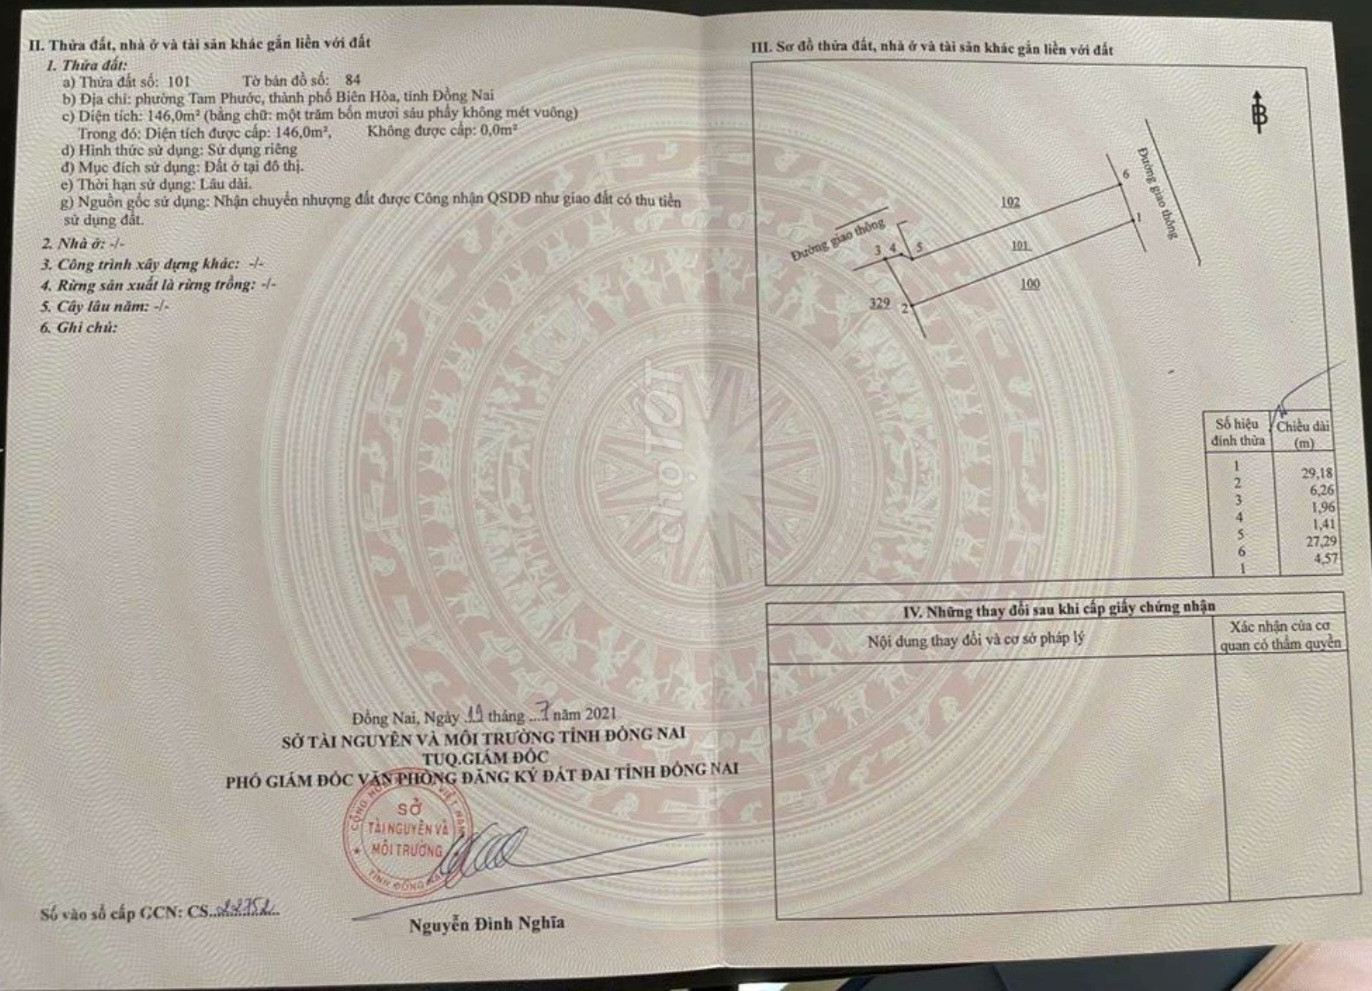 II. Thửa đất, nhà ở và tài sản khác gắn liền với đất
1. Thửa đất:
a) Thửa đất số: 101 Tờ bản đồ số: 84
b) Địa chỉ: phường Tam Phước, thành phố Biên Hòa, tỉnh Đồng Nai
c) Diện tích: 146,0m² (bằng chữ: một trăm bốn mươi sáu phẩy không mét vuông)
Trong đó: Diện tích được cấp: 146,0m², Không được cấp: 0,0m²
d) Hình thức sử dụng: Sử dụng riêng
đ) Mục đích sử dụng: Đất ở tại đô thị.
e) Thời hạn sử dụng: Lâu dài.
g) Nguồn gốc sử dụng: Nhận chuyển nhượng đất được Công nhận QSDĐ như giao đất có thu tiền
sử dụng đất.
2. Nhà ở: -/-
3. Công trình xây dựng khác: -/-
4. Rừng sản xuất là rừng trồng: -/-
5. Cây lâu năm: -/-
6. Ghi chú:
Đồng Nai, Ngày 19 tháng 7 năm 2021
SỞ TÀI NGUYÊN VÀ MÔI TRƯỜNG TỈNH ĐỒNG NAI
TUQ.GIÁM ĐỐC
PHÓ GIÁM ĐỐC VĂN PHÒNG ĐĂNG KÝ ĐẤT ĐAI TỈNH ĐỒNG NAI
SỞ
TÀI NGUYÊN VÀ
MÔI TRƯỜNG
TỈNH ĐỒNG NAI
Số vào sổ cấp GCN: CS 22752
Nguyễn Đình Nghĩa
chợ TỐT
III. Sơ đồ thửa đất, nhà ở và tài sản khác gắn liền với đất
B
Đường giao thông
6
102
1
Đường giao thông
3 4 5
101
100
329 2
Số hiệu đỉnh thửa Chiều dài (m)
1
29,18
2
6,26
3
1,96
4
1,41
5
27,29
6
4,57
1
IV. Những thay đổi sau khi cấp giấy chứng nhận
Nội dung thay đổi và cơ sở pháp lý
Xác nhận của cơ
quan có thẩm quyền